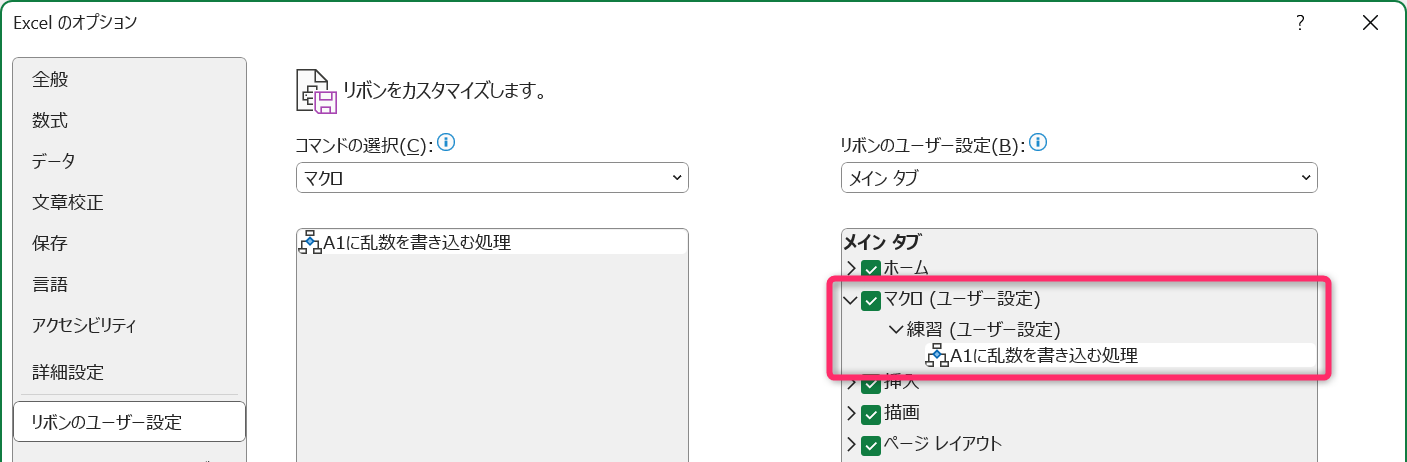 Excel のオプション
?
全般
数式
データ
文章校正
保存
言語
アクセシビリティ
詳細設定
リボンのユーザー設定
リボンをカスタマイズします。
コマンドの選択(C):
マクロ
A1に乱数を書き込む処理
リボンのユーザー設定(B):
メイン タブ
メイン タブ
ホーム
マクロ (ユーザー設定)
練習 (ユーザー設定)
A1に乱数を書き込む処理
挿入
描画
ページ レイアウト